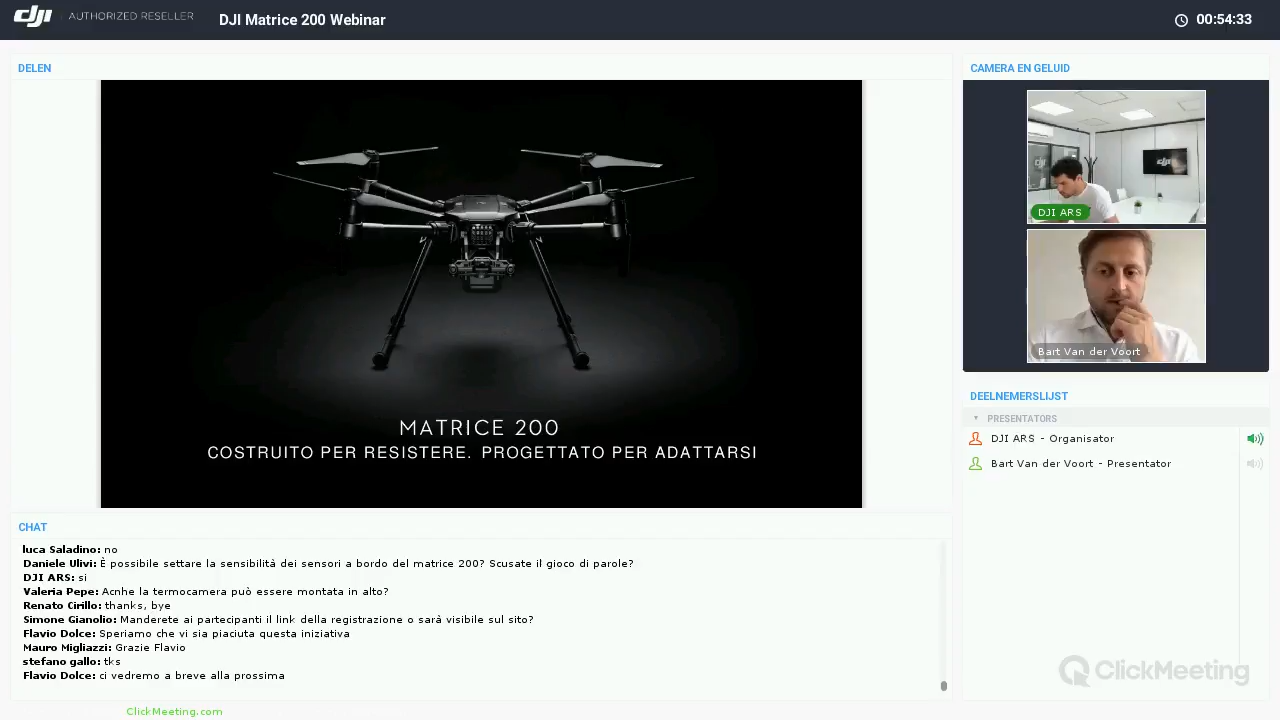 dji AUTHORIZED RESELLER DJI Matrice 200 Webinar 00:54:33
DELEN
MATRICE 200
COSTRUITO PER RESISTERE. PROGETTATO PER ADATTARSI
CHAT
luca Saladino: no
Daniele Ulivi: È possibile settare la sensibilità dei sensori a bordo del matrice 200? Scusate il gioco di parole?
DJI ARS: si
Valeria Pepe: Acnhe la termocamera può essere montata in alto?
Renato Cirillo: thanks, bye
Simone Gianolio: Manderete ai partecipanti il link della registrazione o sarà visibile sul sito?
Flavio Dolce: Speriamo che vi sia piaciuta questa iniziativa
Mauro Migliazzi: Grazie Flavio
stefano gallo: tks
Flavio Dolce: ci vedremo a breve alla prossima
ClickMeeting.com
CAMERA EN GELUID
dji
dji
DJI ARS
Bart Van der Voort
DEELNEMERSLIJST
PRESENTATORS
DJI ARS - Organisator
Bart Van der Voort - Presentator
ClickMeeting